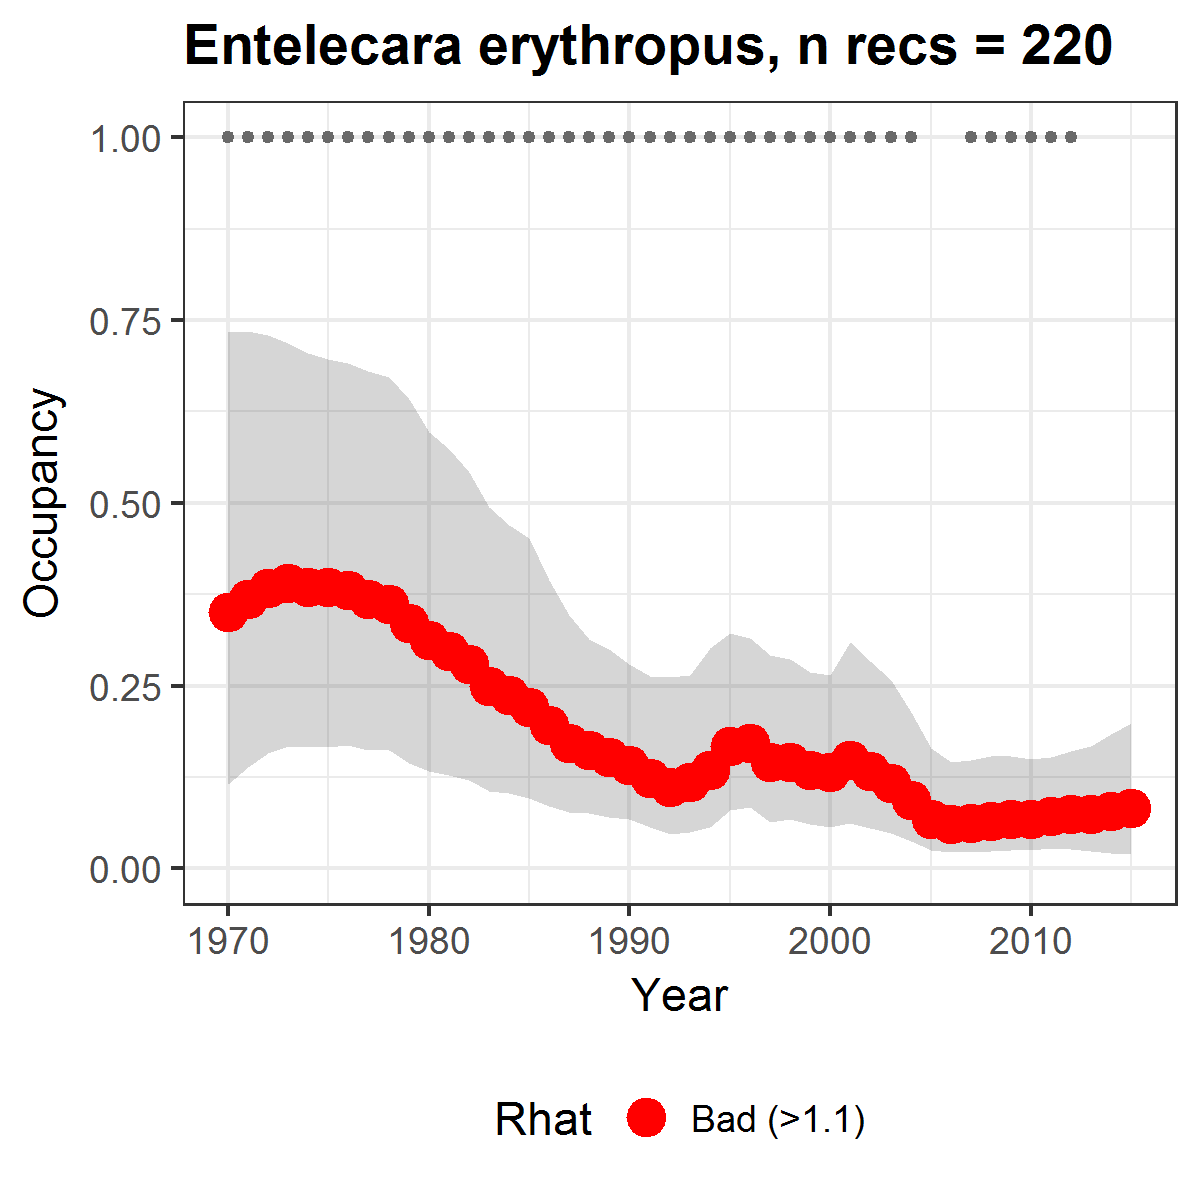 Entelecara erythropus, n recs = 220
1.00
0.75
0.50
0.25
0.00
Occupancy
1970 1980 1990 2000 2010
Year
Rhat Bad (>1.1)